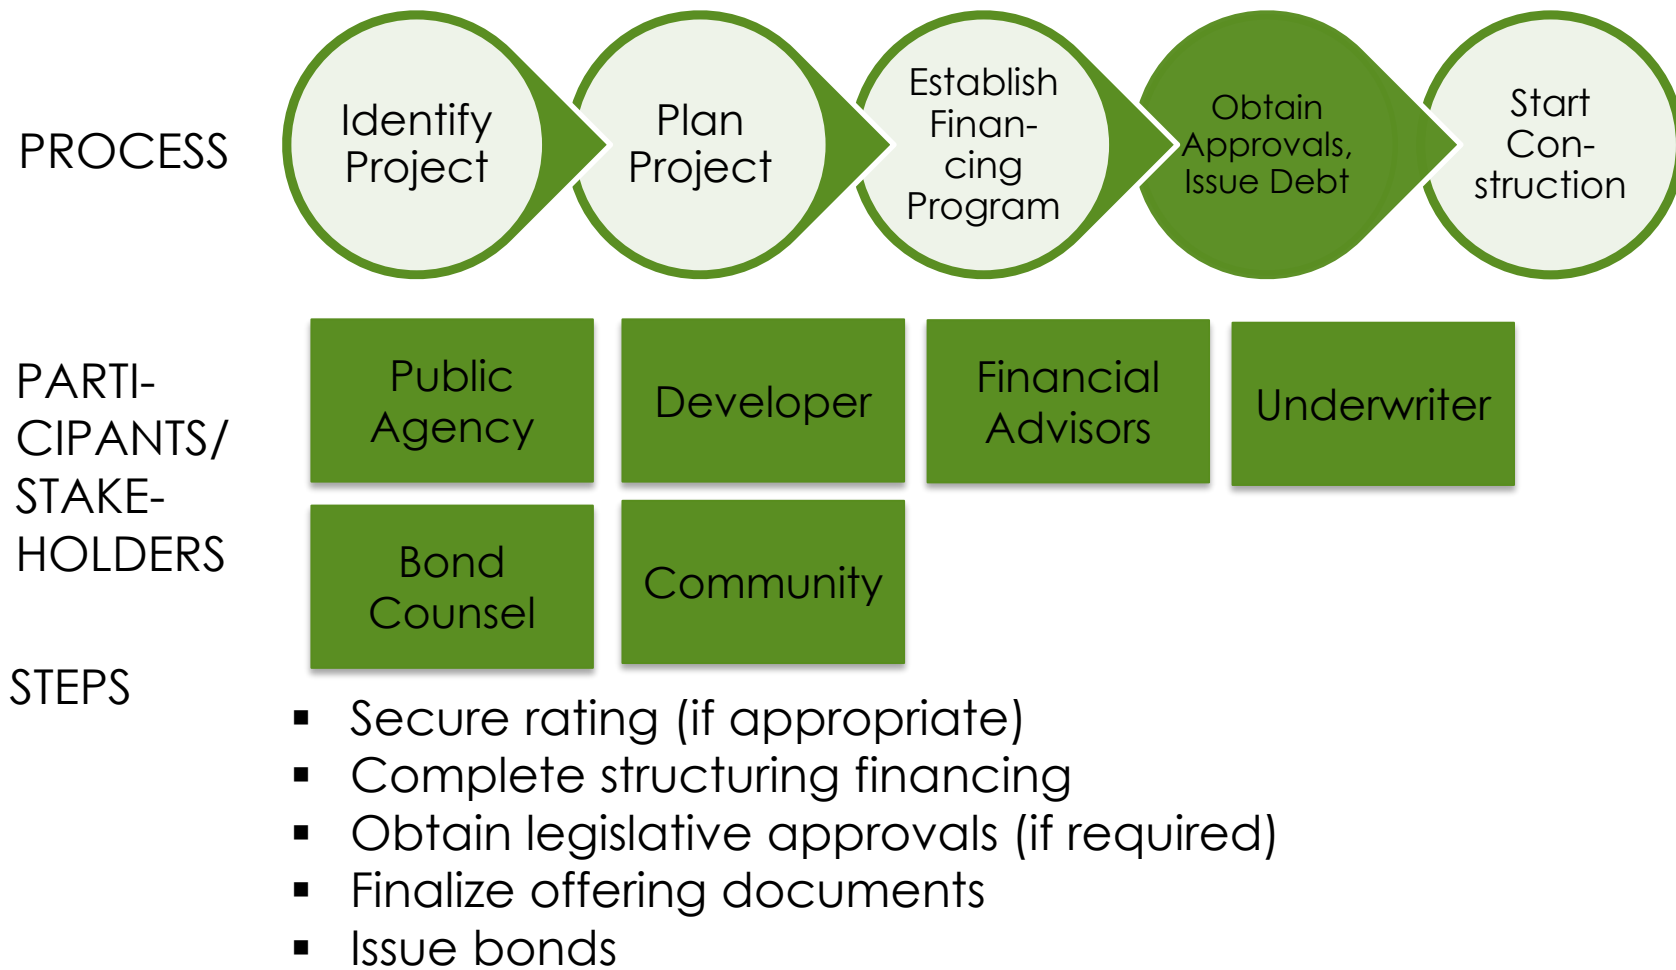 PROCESS
Identify
Project
Plan
Project
Establish
Finan-
cing
Program
Obtain
Approvals,
Issue Debt
Start
Con-
struction
PARTI-
CIPANTS/
STAKE-
HOLDERS
Public
Agency
Developer
Financial
Advisors
Underwriter
Bond
Counsel
Community
STEPS
▪ Secure rating (if appropriate)
▪ Complete structuring financing
▪ Obtain legislative approvals (if required)
▪ Finalize offering documents
▪ Issue bonds